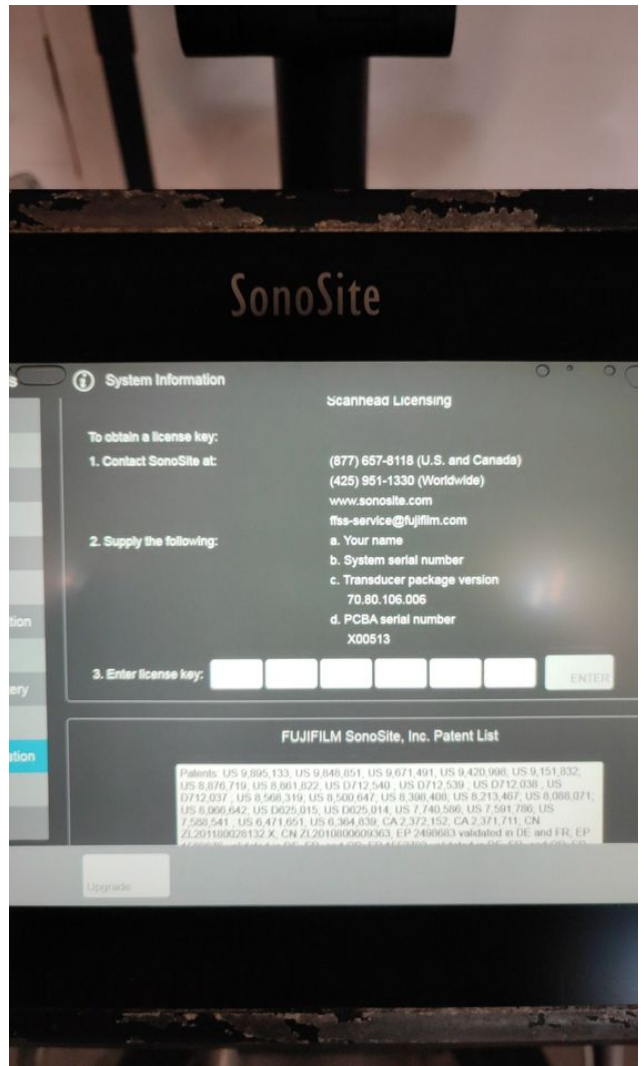 SonoSite
s
System Information
Scanhead Licensing
To obtain a license key:
1. Contact SonoSite at:
(877) 657-8118 (U.S. and Canada)
(425) 951-1330 (Worldwide)
www.sonosite.com
ffss-service@fujifilm.com
2. Supply the following:
a. Your name
b. System serial number
c. Transducer package version
70.80.106.006
d. PCBA serial number
X00513
tion
3. Enter license key:
ENTER
ery
FUJIFILM SonoSite, Inc. Patent List
ation
Patents: US 9,895,133, US 9,848,851, US 9,671,491, US 9,420,998, US 9,151,832,
US 8,876,719, US 8,861,822, US D712,540 , US D712,539 , US D712,038 , US
D712,037 , US 8,568,319, US 8,500,647, US 8,398,408, US 8,213,467, US 8,088,071,
US 8,066,642, US D625,015, US D625,014, US 7,740,586, US 7,591,786, US
7,588,541 , US 6,471,651, US 6,364,839, CA 2,372,152, CA 2,371,711, CN
ZL201180028132.X, CN ZL2010800609363, EP 2498683 validated in DE and FR, EP
Upgrade